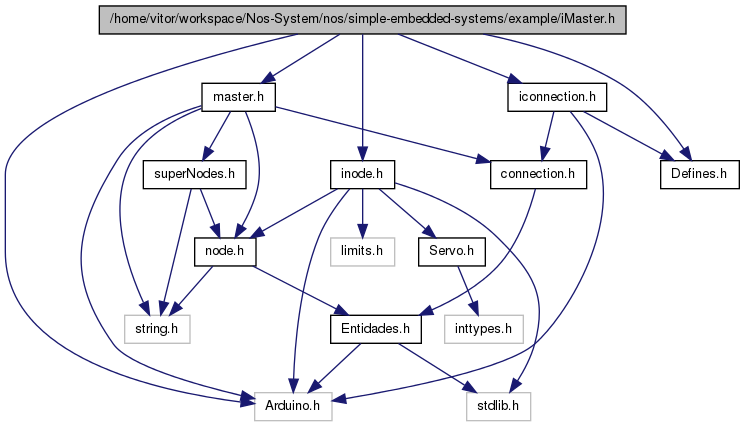 /home/vitor/workspace/Nos-System/nos/simple-embedded-systems/example/iMaster.h
master.h
iconnection.h
superNodes.h
inode.h
connection.h
Defines.h
node.h
limits.h
Servo.h
string.h
Entidades.h
inttypes.h
Arduino.h
stdlib.h